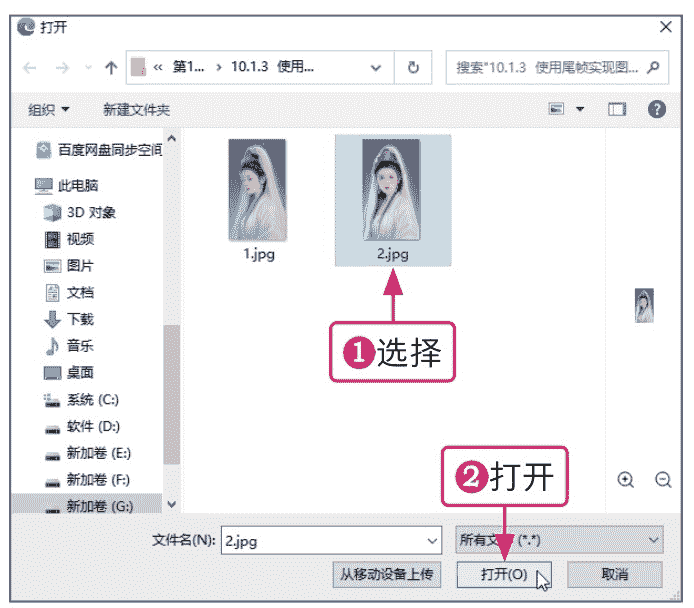 打开
« 第1... › 10.1.3 使用...
搜索"10.1.3 使用尾帧实现图...
组织
新建文件夹
百度网盘同步空间
此电脑
3D 对象
视频
图片
文档
下载
音乐
桌面
系统 (C:)
软件 (D:)
新加卷 (E:)
新加卷 (F:)
新加卷 (G:)
1.jpg
2.jpg
❶选择
❷打开
文件名(N):
2.jpg
所有文 (*.*)
从移动设备上传
打开(O)
取消